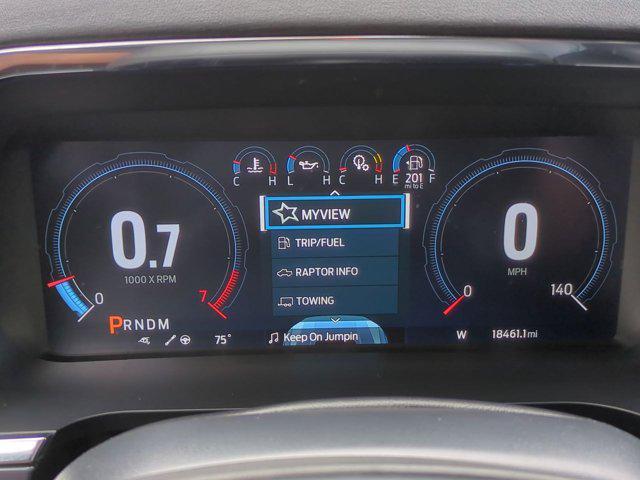 C H L H C H E 201 F
mi to E
MYVIEW
TRIP/FUEL
RAPTOR INFO
TOWING
0.7
1000 X RPM
0
7
0
MPH
0
140
PRNDM
75°
Keep On Jumpin
W
18461.1 mi